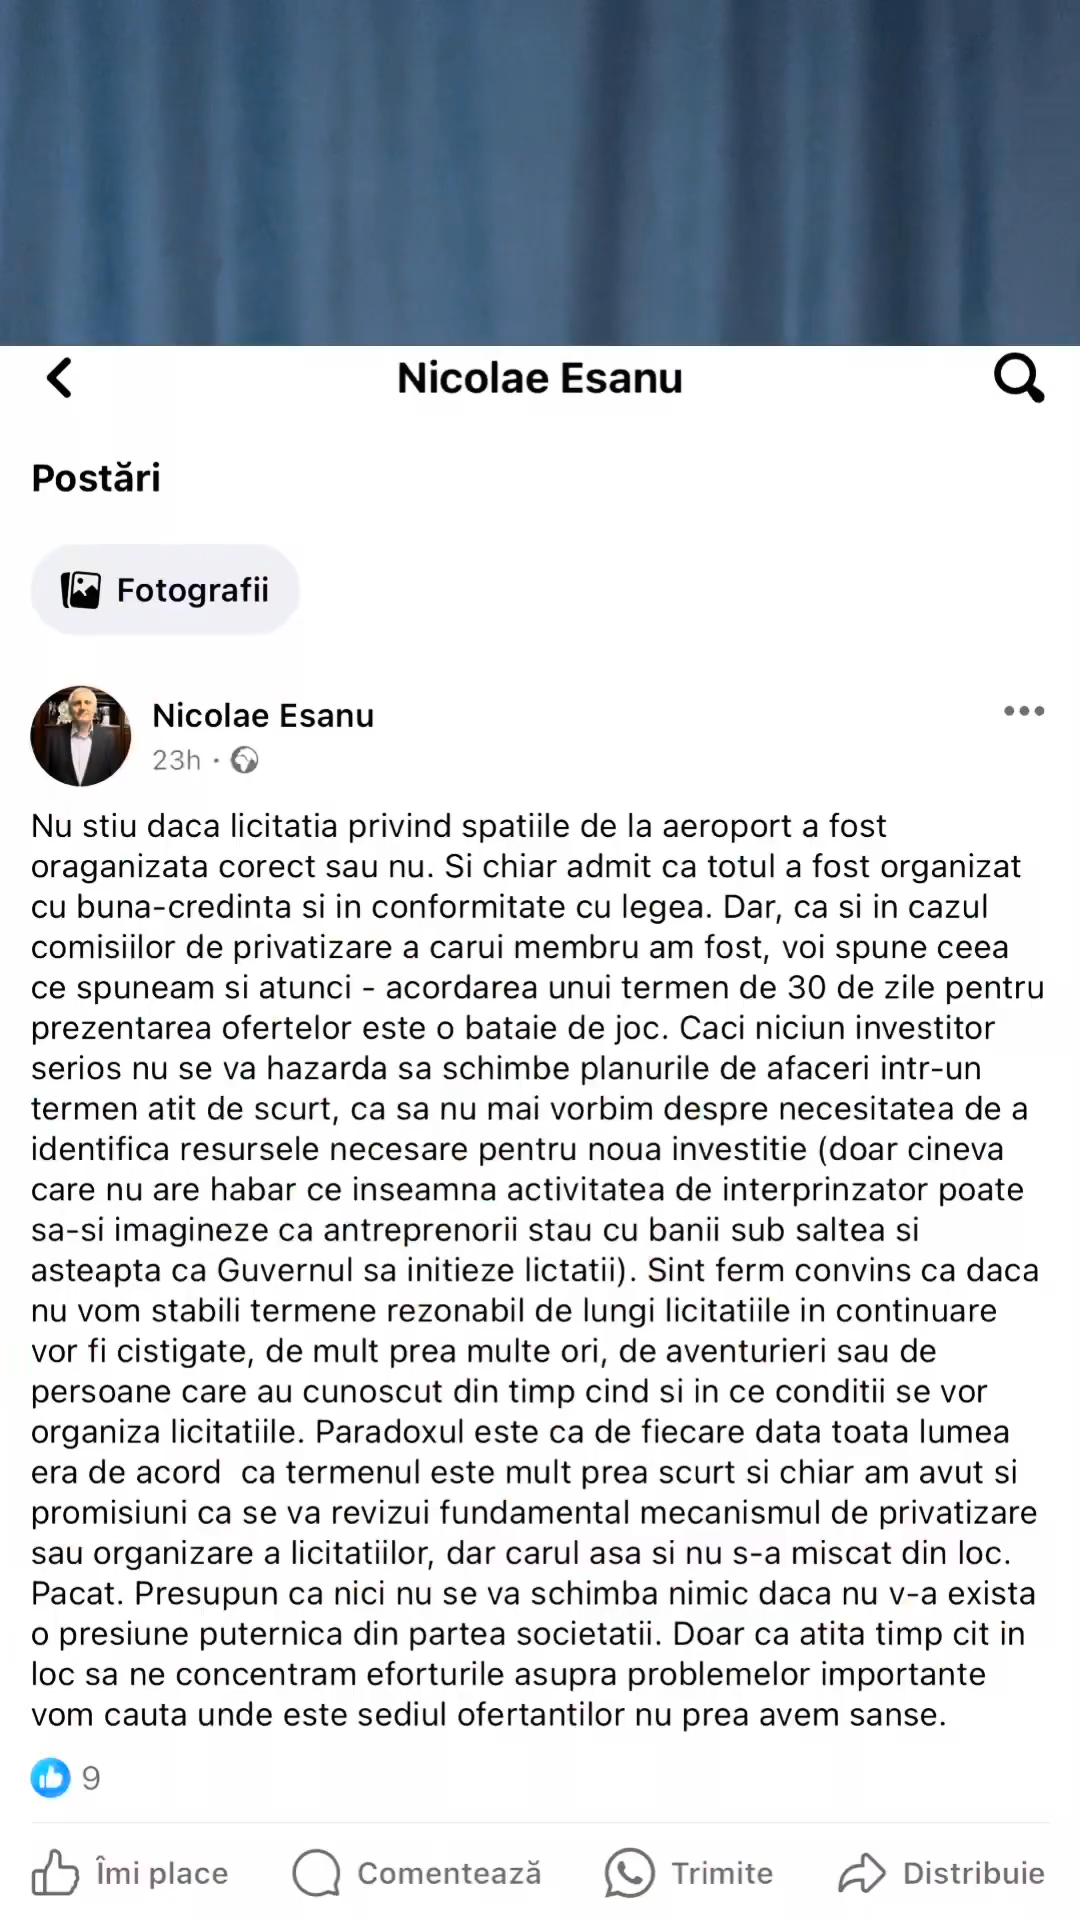 Nicolae Esanu
Postări
Fotografii
Nicolae Esanu
23h ·
Nu stiu daca licitatia privind spatiile de la aeroport a fost
oraganizata corect sau nu. Si chiar admit ca totul a fost organizat
cu buna-credinta si in conformitate cu legea. Dar, ca si in cazul
comisiilor de privatizare a carui membru am fost, voi spune ceea
ce spuneam si atunci - acordarea unui termen de 30 de zile pentru
prezentarea ofertelor este o bataie de joc. Caci niciun investitor
serios nu se va hazarda sa schimbe planurile de afaceri intr-un
termen atit de scurt, ca sa nu mai vorbim despre necesitatea de a
identifica resursele necesare pentru noua investitie (doar cineva
care nu are habar ce inseamna activitatea de interprinzator poate
sa-si imagineze ca antreprenorii stau cu banii sub saltea si
asteapta ca Guvernul sa initieze lictatii). Sint ferm convins ca daca
nu vom stabili termene rezonabil de lungi licitatiile in continuare
vor fi cistigate, de mult prea multe ori, de aventurieri sau de
persoane care au cunoscut din timp cind si in ce conditii se vor
organiza licitatiile. Paradoxul este ca de fiecare data toata lumea
era de acord  ca termenul este mult prea scurt si chiar am avut si
promisiuni ca se va revizui fundamental mecanismul de privatizare
sau organizare a licitatiilor, dar carul asa si nu s-a miscat din loc.
Pacat. Presupun ca nici nu se va schimba nimic daca nu v-a exista
o presiune puternica din partea societatii. Doar ca atita timp cit in
loc sa ne concentram eforturile asupra problemelor importante
vom cauta unde este sediul ofertantilor nu prea avem sanse.
9
Îmi place
Comentează
Trimite
Distribuie